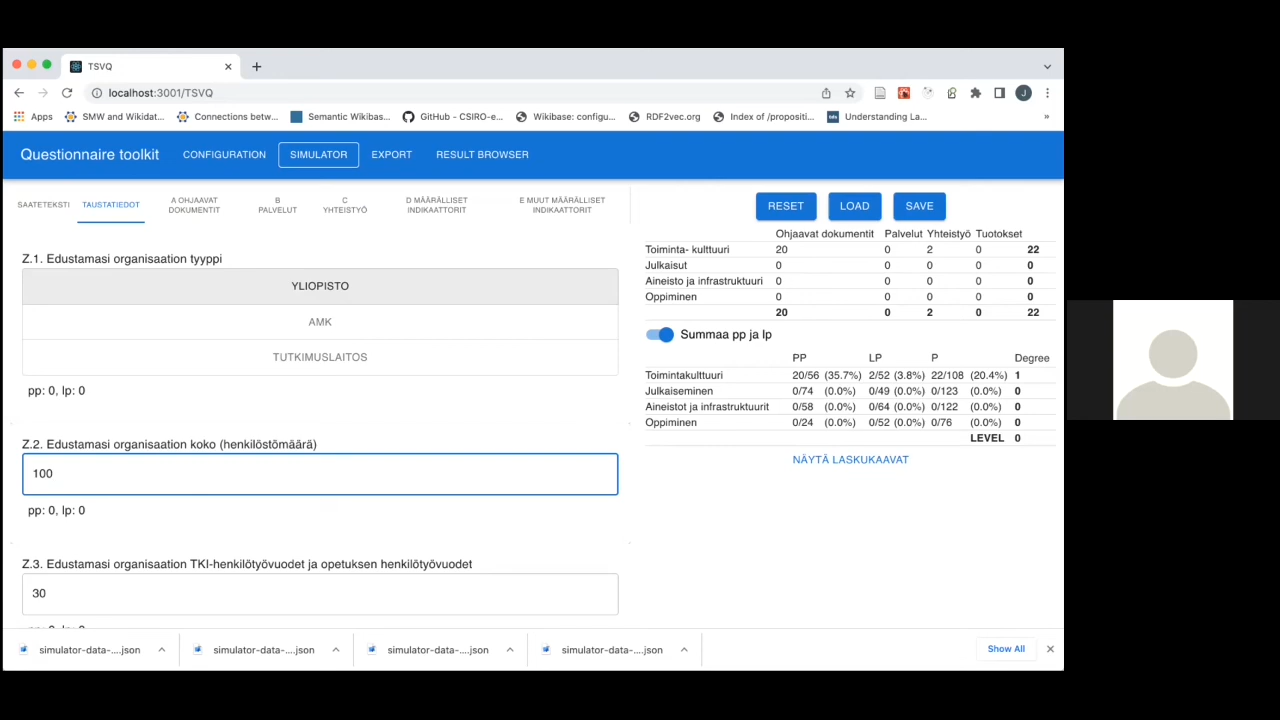 TSVQ
localhost:3001/TSVQ
J
Apps SMW and Wikidat... Connections betw... Semantic Wikibas... GitHub - CSIRO-e... Wikibase: configu... RDF2vec.org Index of /propositi... Understanding La... »
Questionnaire toolkit CONFIGURATION SIMULATOR EXPORT RESULT BROWSER
SAATETEKSTI TAUSTATIEDOT A OHJAAVAT DOKUMENTIT B PALVELUT C YHTEISTYÖ D MÄÄRÄLLISET INDIKAATTORIT E MUUT MÄÄRÄLLISET INDIKAATTORIT
Z.1. Edustamasi organisaation tyyppi
YLIOPISTO
AMK
TUTKIMUSLAITOS
pp: 0, lp: 0
Z.2. Edustamasi organisaation koko (henkilöstömäärä)
100
pp: 0, lp: 0
Z.3. Edustamasi organisaation TKI-henkilötyövuodet ja opetuksen henkilötyövuodet
30
RESET LOAD SAVE
Ohjaavat dokumentit Palvelut Yhteistyö Tuotokset
Toiminta- kulttuuri 20 0 2 0 22
Julkaisut 0 0 0 0 0
Aineisto ja infrastruktuuri 0 0 0 0 0
Oppiminen 0 0 0 0 0
20 0 2 0 22
Summaa pp ja lp
PP LP P Degree
Toimintakulttuuri 20/56 (35.7%) 2/52 (3.8%) 22/108 (20.4%) 1
Julkaiseminen 0/74 (0.0%) 0/49 (0.0%) 0/123 (0.0%) 0
Aineistot ja infrastruktuurit 0/58 (0.0%) 0/64 (0.0%) 0/122 (0.0%) 0
Oppiminen 0/24 (0.0%) 0/52 (0.0%) 0/76 (0.0%) 0
LEVEL 0
NÄYTÄ LASKUKAAVAT
simulator-data-....json simulator-data-....json simulator-data-....json simulator-data-....json Show All